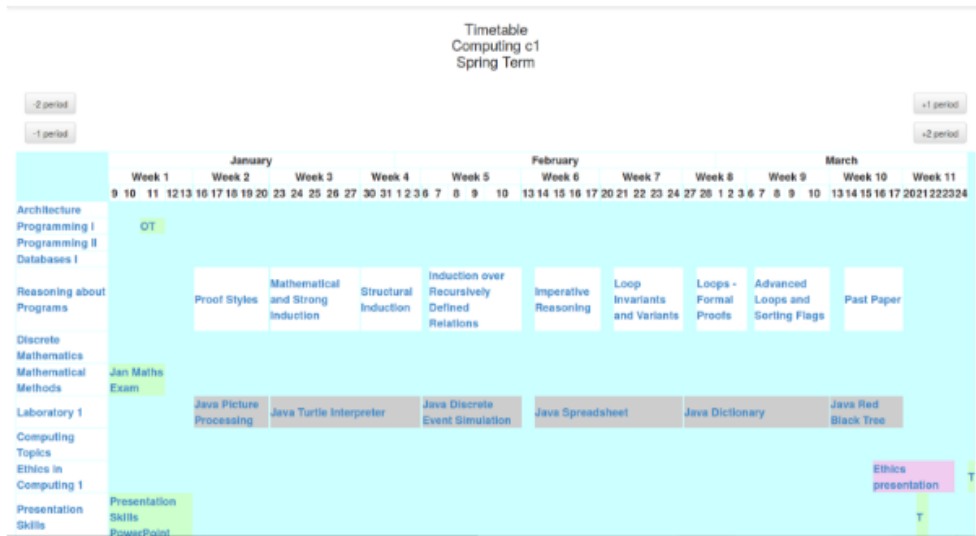 Timetable
Computing c1
Spring Term
-2 period
+1 period
-1 period
+2 period
January February March
Week 1 Week 2 Week 3 Week 4 Week 5 Week 6 Week 7 Week 8 Week 9 Week 10 Week 11
9 10 11 12 13 16 17 18 19 20 23 24 25 26 27 30 31 1 2 3 6 7 8 9 10 13 14 15 16 17 20 21 22 23 24 27 28 1 2 3 6 7 8 9 10 13 14 15 16 17 20 21 22 23 24
Architecture
Programming I OT
Programming II
Databases I
Reasoning about
Programs
Proof Styles
Mathematical
and Strong
Induction
Structural
Induction
Induction over
Recursively
Defined
Relations
Imperative
Reasoning
Loop
Invariants
and Variants
Loops -
Formal
Proofs
Advanced
Loops and
Sorting Flags
Past Paper
Discrete
Mathematics
Mathematical
Methods
Jan Maths
Exam
Laboratory 1
Java Picture
Processing
Java Turtle Interpreter
Java Discrete
Event Simulation
Java Spreadsheet
Java Dictionary
Java Red
Black Tree
Computing
Topics
Ethics in
Computing 1
Ethics
presentation
T
Presentation
Skills
Presentation
Skills
PowerPoint
T